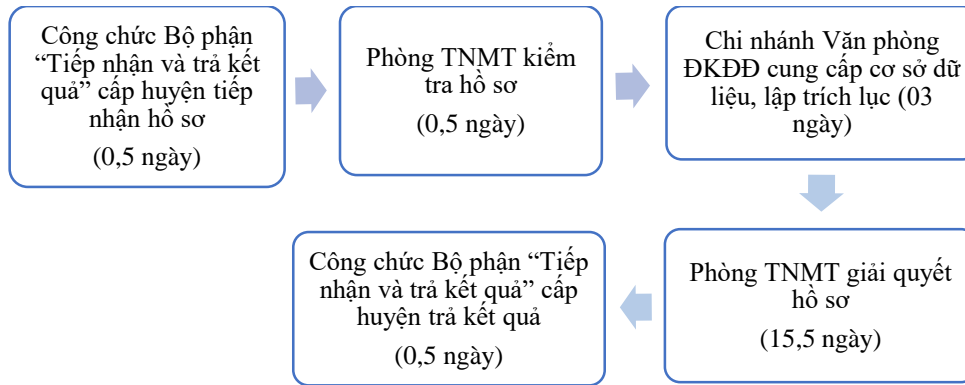 Công chức Bộ phận
“Tiếp nhận và trả kết
quả” cấp huyện tiếp
nhận hồ sơ
(0,5 ngày)
Phòng TNMT kiểm
tra hồ sơ
(0,5 ngày)
Chi nhánh Văn phòng
ĐKĐĐ cung cấp cơ sở dữ
liệu, lập trích lục (03
ngày)
Phòng TNMT giải quyết
hồ sơ
(15,5 ngày)
Công chức Bộ phận “Tiếp
nhận và trả kết quả” cấp
huyện trả kết quả
(0,5 ngày)